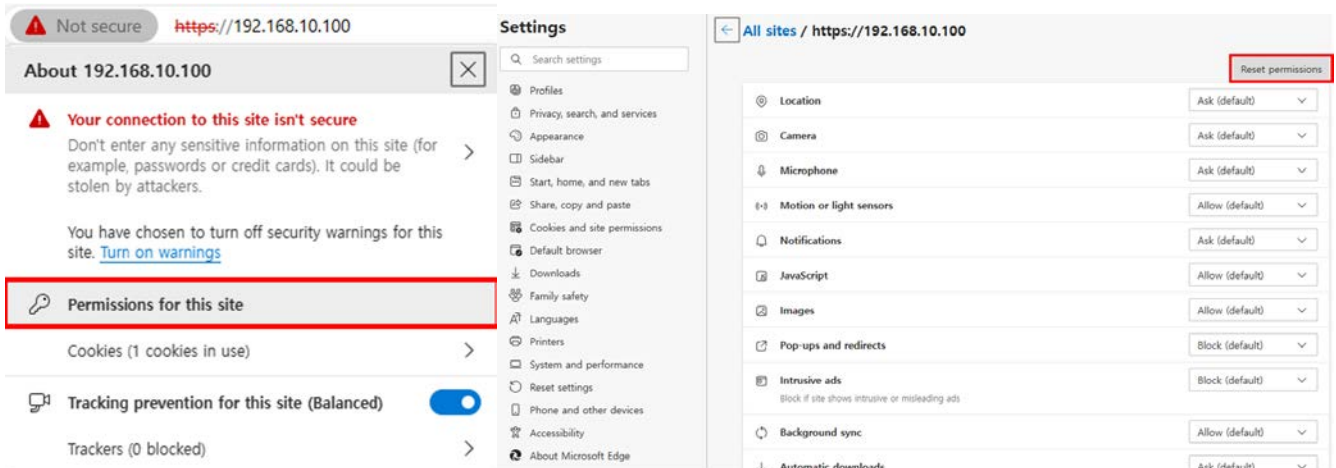 Not secure https://192.168.10.100
About 192.168.10.100
Your connection to this site isn't secure
Don't enter any sensitive information on this site (for
example, passwords or credit cards). It could be
stolen by attackers.
You have chosen to turn off security warnings for this
site. Turn on warnings
Permissions for this site
Cookies (1 cookies in use)
Tracking prevention for this site (Balanced)
Trackers (0 blocked)
Settings
Search settings
Profiles
Privacy, search, and services
Appearance
Sidebar
Start, home, and new tabs
Share, copy and paste
Cookies and site permissions
Default browser
Downloads
Family safety
Languages
Printers
System and performance
Reset settings
Phone and other devices
Accessibility
About Microsoft Edge
All sites / https://192.168.10.100
Reset permissions
Location Ask (default)
Camera Ask (default)
Microphone Ask (default)
Motion or light sensors Allow (default)
Notifications Ask (default)
JavaScript Allow (default)
Images Allow (default)
Pop-ups and redirects Block (default)
Intrusive ads Block (default)
Block if site shows intrusive or misleading ads
Background sync Allow (default)
Automatic downloads Ask (default)